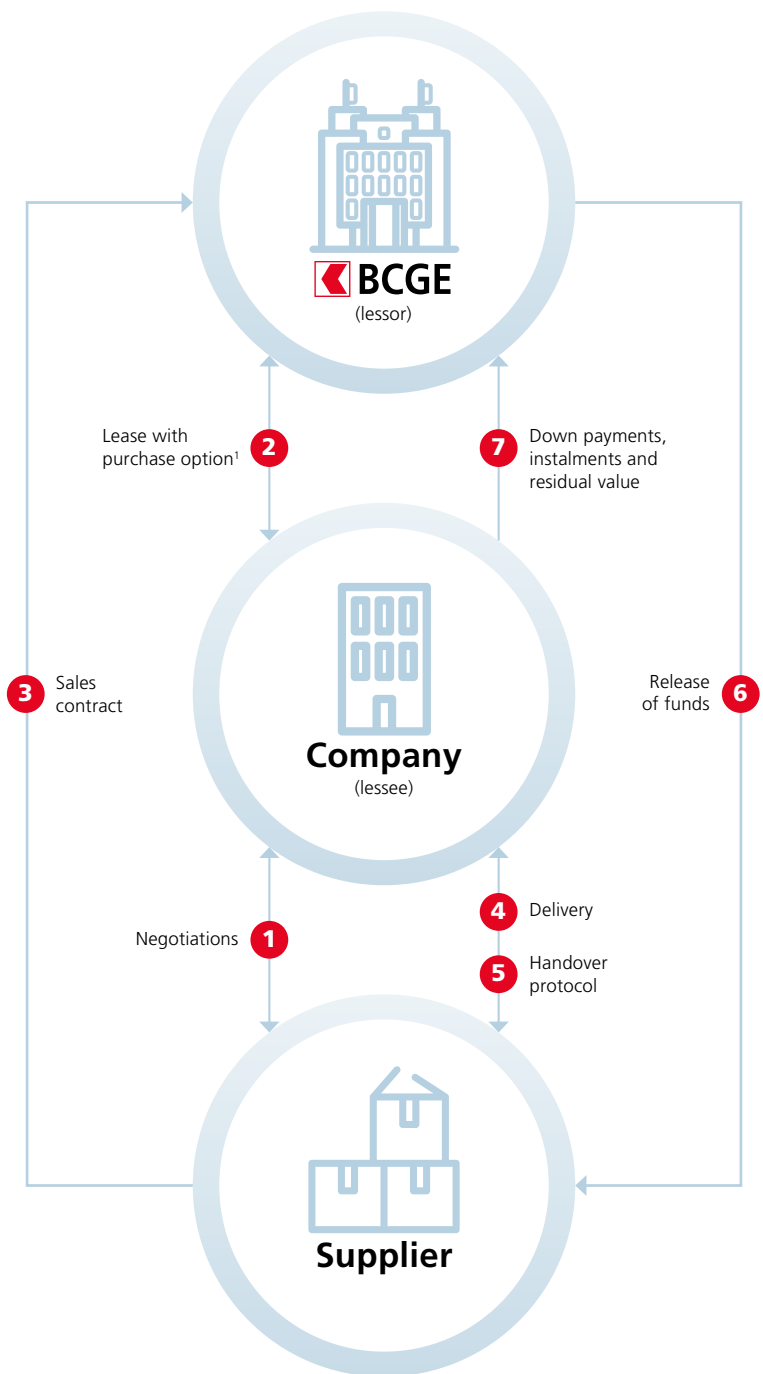 BCGE
(lessor)
Lease with
purchase option¹
2
7
Down payments,
instalments and
residual value
3
Sales
contract
Company
(lessee)
Release
of funds
6
Negotiations
1
4
Delivery
5
Handover
protocol
Supplier